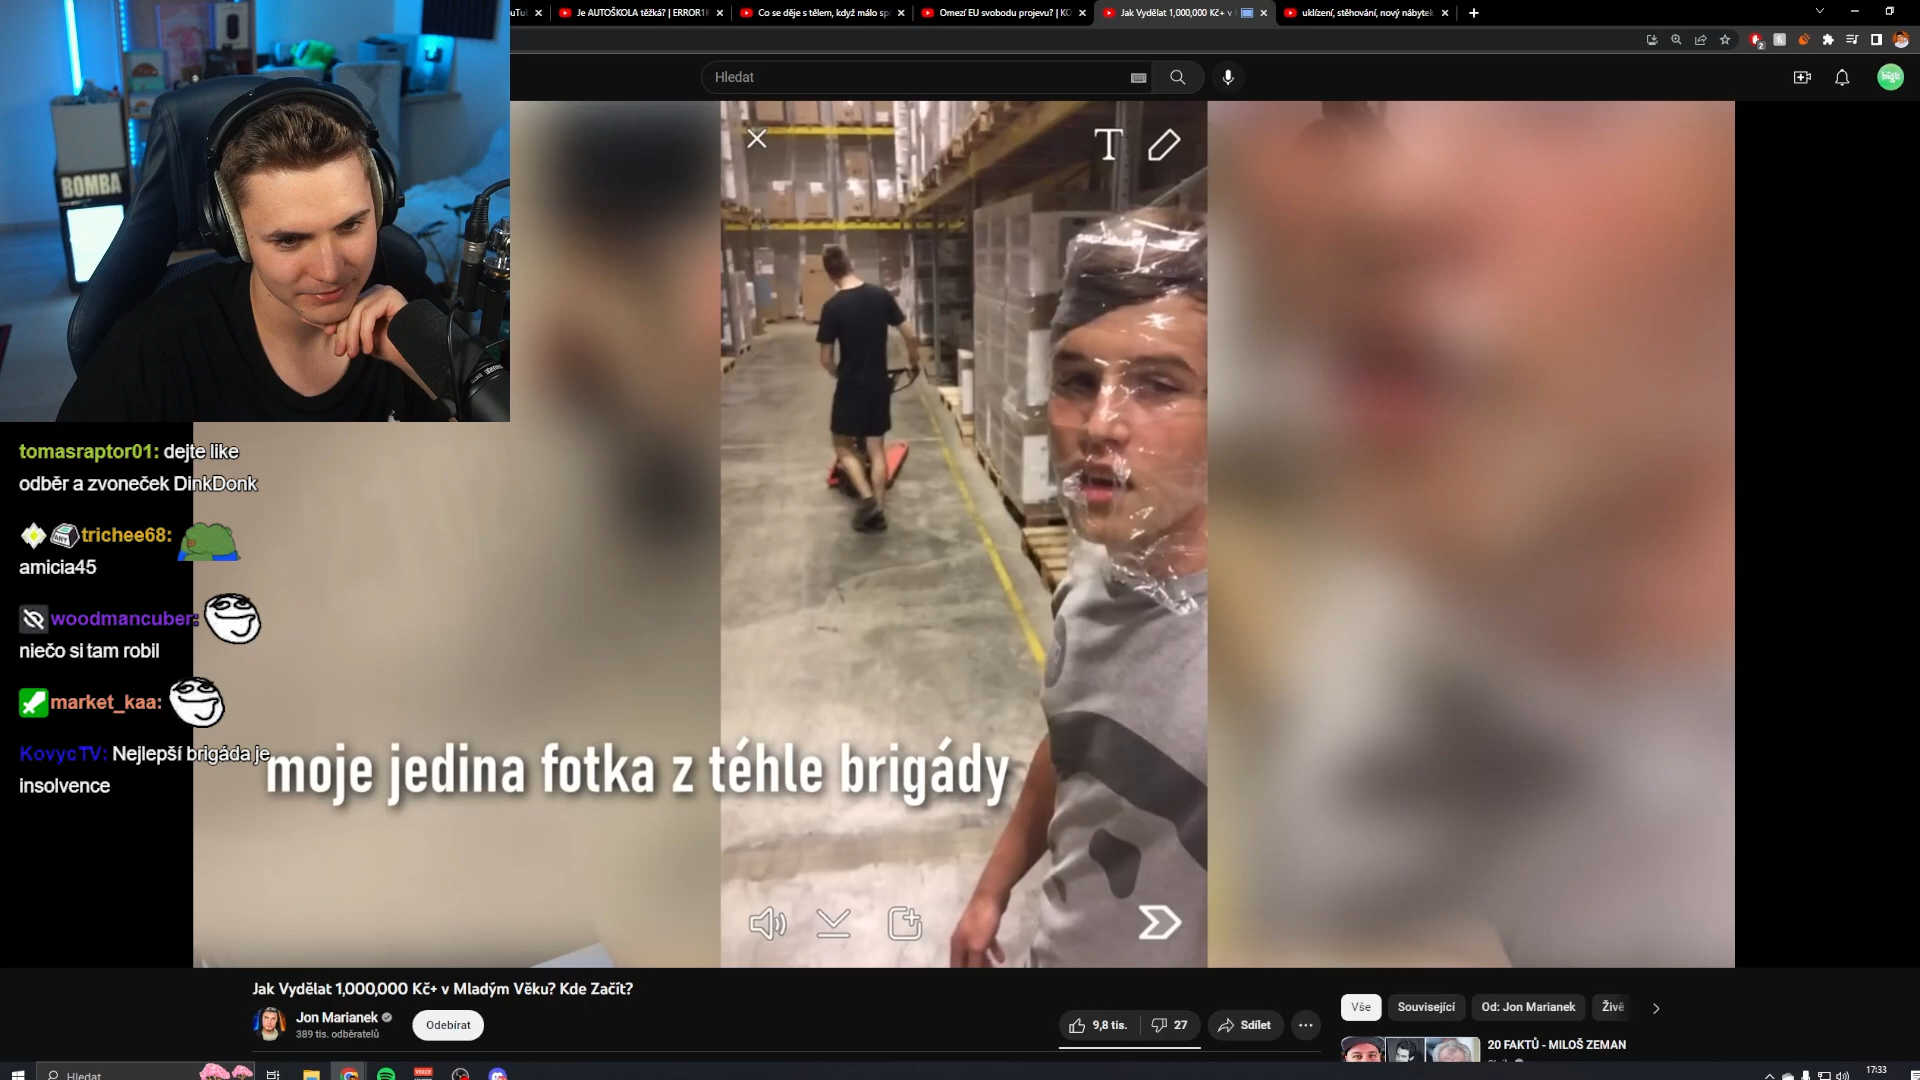 Je AUTOŠKOLA těžká? | ERROR1
Co se děje s tělem, když málo sp
Omezí EU svobodu projevu? | KO
Jak Vydělat 1,000,000 Kč+ v
uklízení, stěhování, nový nábytek
Hledat
BOMBA
T
tomasraptor01: dejte like
odběr a zvoneček DinkDonk
ANY
trichee68:
amicia45
woodmancuber:
niečo si tam robil
market_kaa:
KovycTV: Nejlepší brigáda je
insolvence
moje jedina fotka z téhle brigády
Jak Vydělat 1,000,000 Kč+ v Mladým Věku? Kde Začít?
Jon Marianek
389 tis. odběratelů
Odebírat
9,8 tis.
27
Sdílet
Vše
Související
Od: Jon Marianek
Živě
20 FAKTŮ - MILOŠ ZEMAN
Hledat
17:33